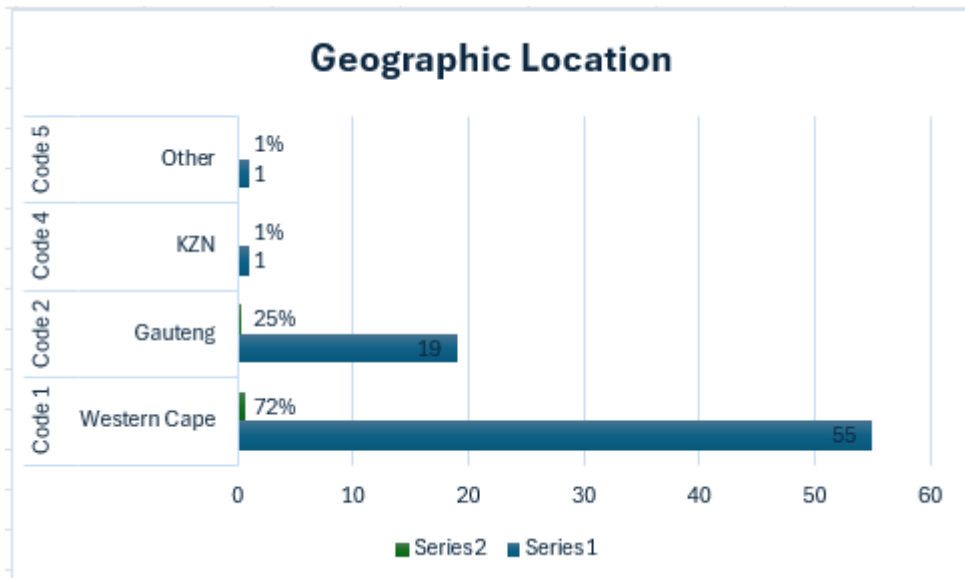 Geographic Location
Code 5
Other
1%
1
Code 4
KZN
1%
1
Code 2
Gauteng
25%
19
Code 1
Western Cape
72%
55
0 10 20 30 40 50 60
Series2 Series1